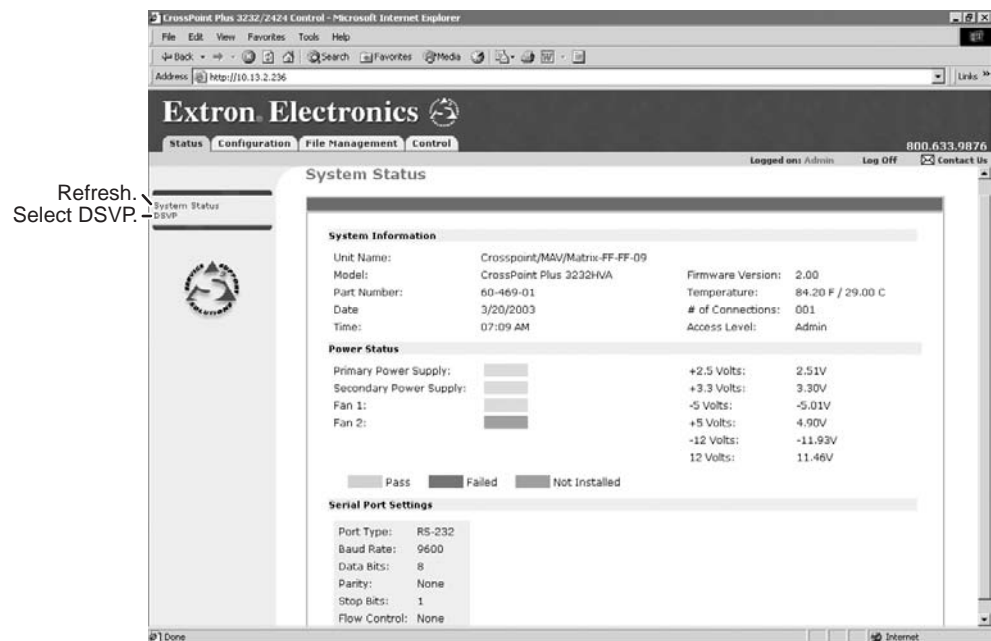 CrossPoint Plus 3232/2424 Control - Microsoft Internet Explorer
File Edit View Favorites Tools Help
Back Search Favorites Media
Address http://10.13.2.236 Links »
Extron. Electronics
Status Configuration File Management Control
800.633.9876
Logged on: Admin Log Off Contact Us
System Status
Refresh.
Select DSVP.
System Status
DSVP
SERVICE SUPPORT SOLUTIONS
System Information
Unit Name: Crosspoint/MAV/Matrix-FF-FF-09
Model: CrossPoint Plus 3232HVA Firmware Version: 2.00
Part Number: 60-469-01 Temperature: 84.20 F / 29.00 C
Date 3/20/2003 # of Connections: 001
Time: 07:09 AM Access Level: Admin
Power Status
Primary Power Supply: +2.5 Volts: 2.51V
Secondary Power Supply: +3.3 Volts: 3.30V
Fan 1: -5 Volts: -5.01V
Fan 2: +5 Volts: 4.90V
-12 Volts: -11.93V
12 Volts: 11.46V
Pass Failed Not Installed
Serial Port Settings
Port Type: RS-232
Baud Rate: 9600
Data Bits: 8
Parity: None
Stop Bits: 1
Flow Control: None
Done Internet